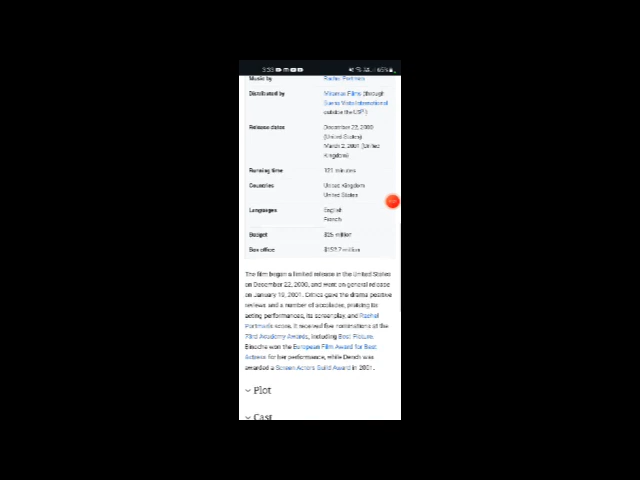 Music by Rachel Portman
Distributed by Miramax Films (through
Buena Vista International
outside the US)
Release dates December 22, 2000
(United States)
March 2, 2001 (United
Kingdom)
Running time 121 minutes
Countries United Kingdom
United States
Languages English
French
Budget $25 million
Box office $152.7 million
The film began a limited release in the United States
on December 22, 2000, and went on general release
on January 19, 2001. Critics gave the drama positive
reviews and a number of accolades, praising its
acting performances, its screenplay, and Rachel
Portman's score. It received five nominations at the
73rd Academy Awards, including Best Picture.
Binoche won the European Film Award for Best
Actress for her performance, while Dench was
awarded a Screen Actors Guild Award in 2001.
Plot
Cast